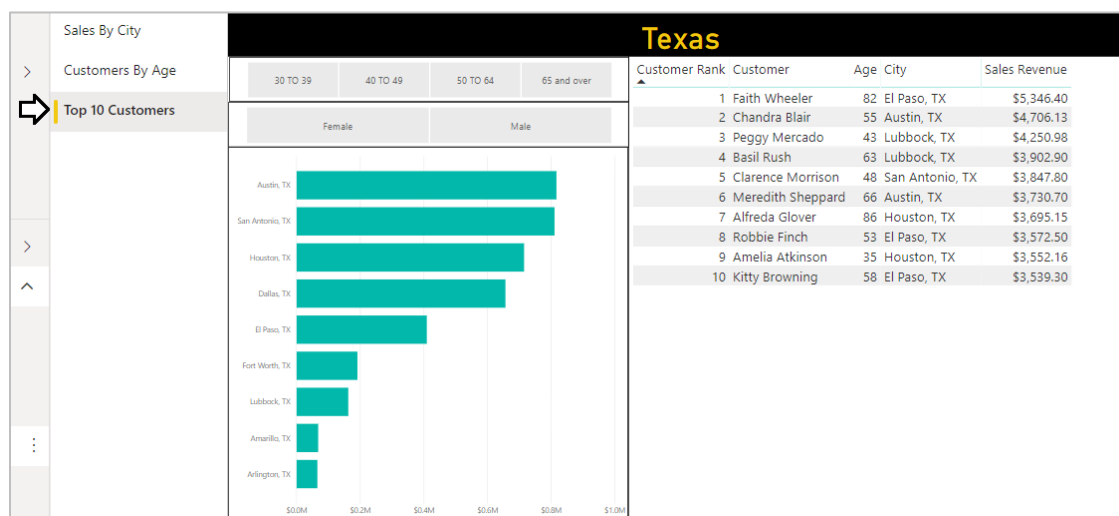 Sales By City
Customers By Age
Top 10 Customers
Texas
30 TO 39 40 TO 49 50 TO 64 65 and over
Female Male
Austin, TX
San Antonio, TX
Houston, TX
Dallas, TX
El Paso, TX
Fort Worth, TX
Lubbock, TX
Amarillo, TX
Arlington, TX
$0.0M $0.2M $0.4M $0.6M $0.8M $1.0M
Customer Rank Customer Age City Sales Revenue
1 Faith Wheeler 82 El Paso, TX $5,346.40
2 Chandra Blair 55 Austin, TX $4,706.13
3 Peggy Mercado 43 Lubbock, TX $4,250.98
4 Basil Rush 63 Lubbock, TX $3,902.90
5 Clarence Morrison 48 San Antonio, TX $3,847.80
6 Meredith Sheppard 66 Austin, TX $3,730.70
7 Alfreda Glover 86 Houston, TX $3,695.15
8 Robbie Finch 53 El Paso, TX $3,572.50
9 Amelia Atkinson 35 Houston, TX $3,552.16
10 Kitty Browning 58 El Paso, TX $3,539.30